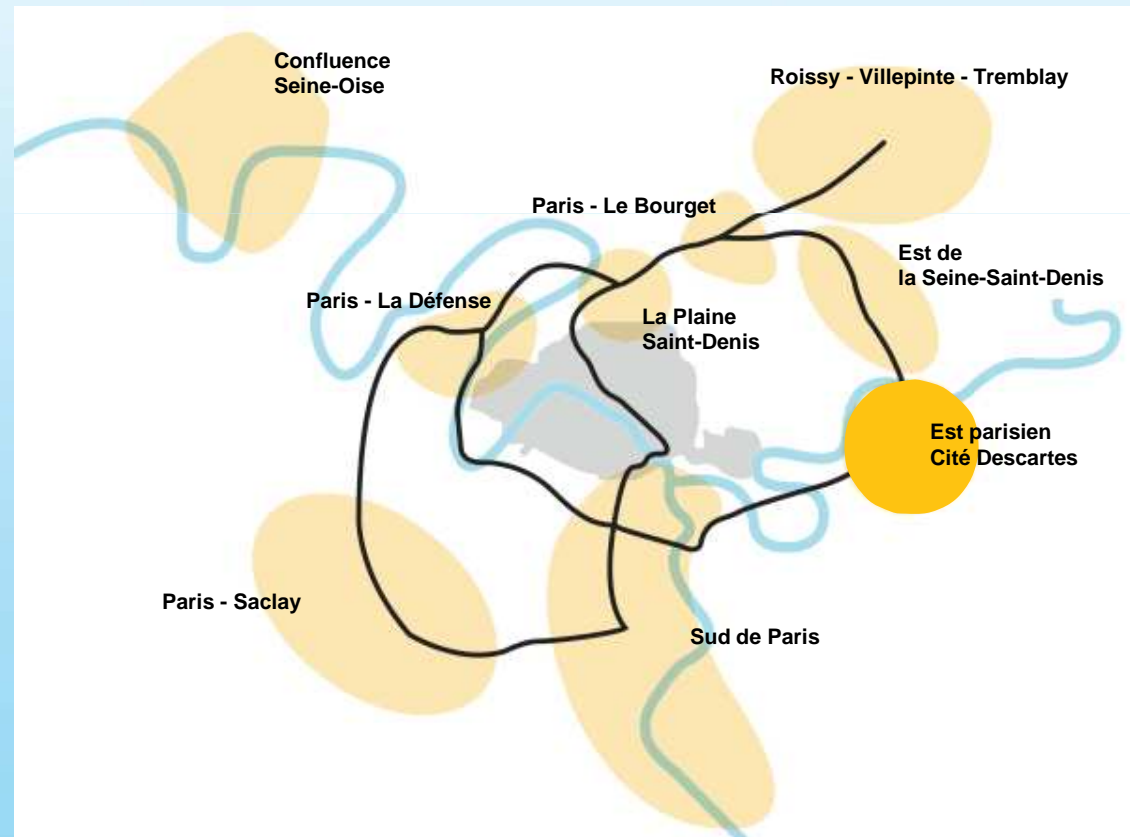 Confluence
Seine-Oise
Roissy - Villepinte - Tremblay
Paris - Le Bourget
Est de
la Seine-Saint-Denis
Paris - La Défense
La Plaine
Saint-Denis
Est parisien
Cité Descartes
Paris - Saclay
Sud de Paris